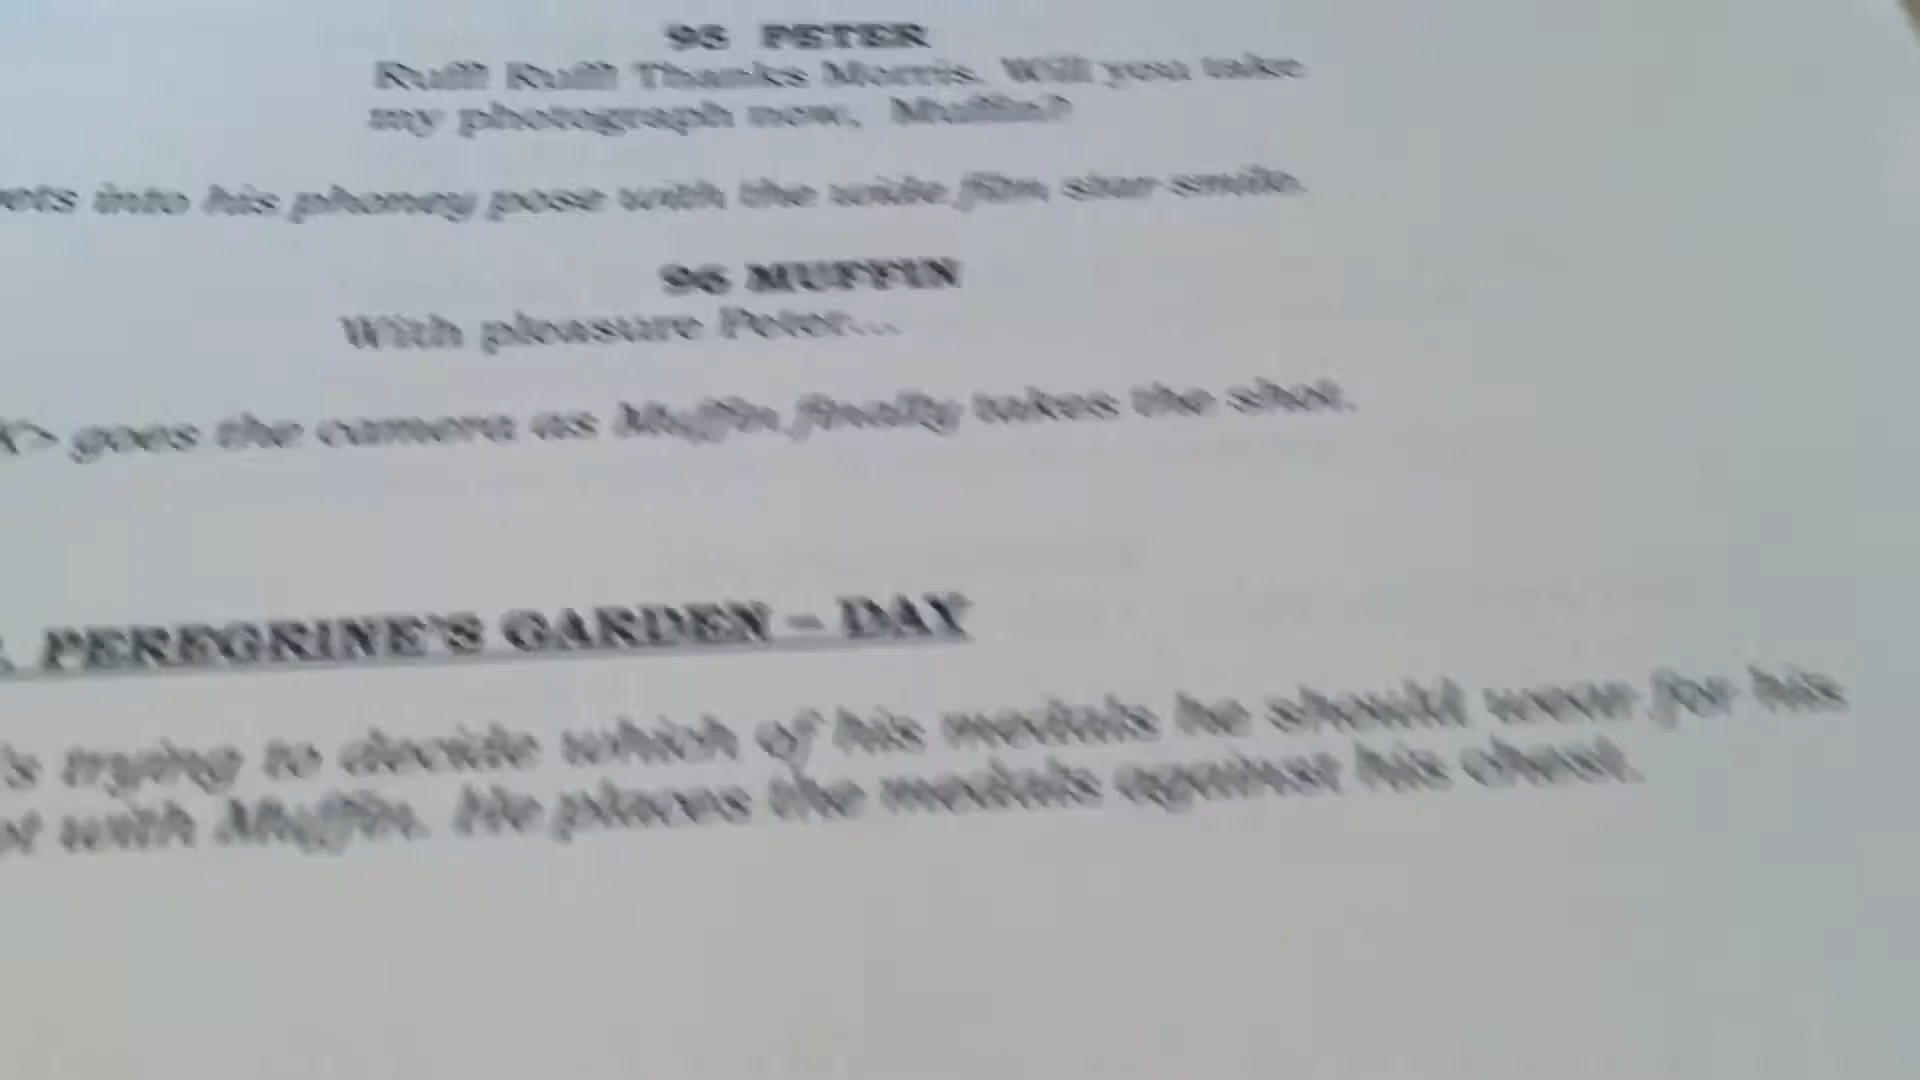 95 PETER
Ruff! Ruff! Thanks Morris. Will you take
my photograph now, Muffin?
into his phoney pose with the wide film star smile.
96 MUFFIN
With pleasure Peter...
goes the camera as Muffin finally takes the shot.
PEREGRINE'S GARDEN – DAY
trying to decide which of his medals he should wear for his
with Muffin. He places the medals against his chest.